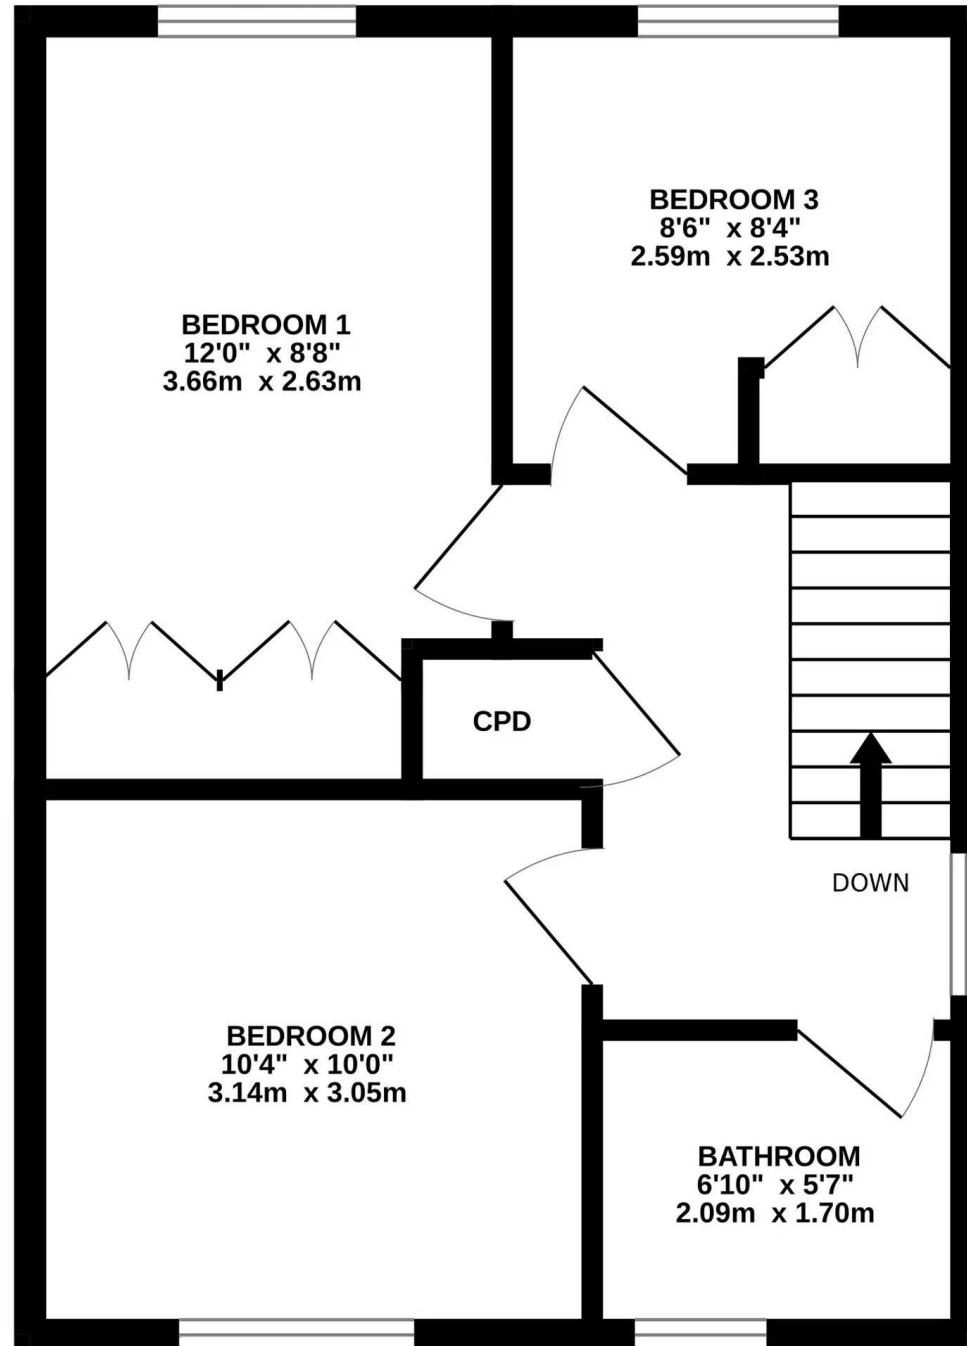 BEDROOM 3
8'6" x 8'4"
2.59m x 2.53m
BEDROOM 1
12'0" x 8'8"
3.66m x 2.63m
CPD
DOWN
BEDROOM 2
10'4" x 10'0"
3.14m x 3.05m
BATHROOM
6'10" x 5'7"
2.09m x 1.70m